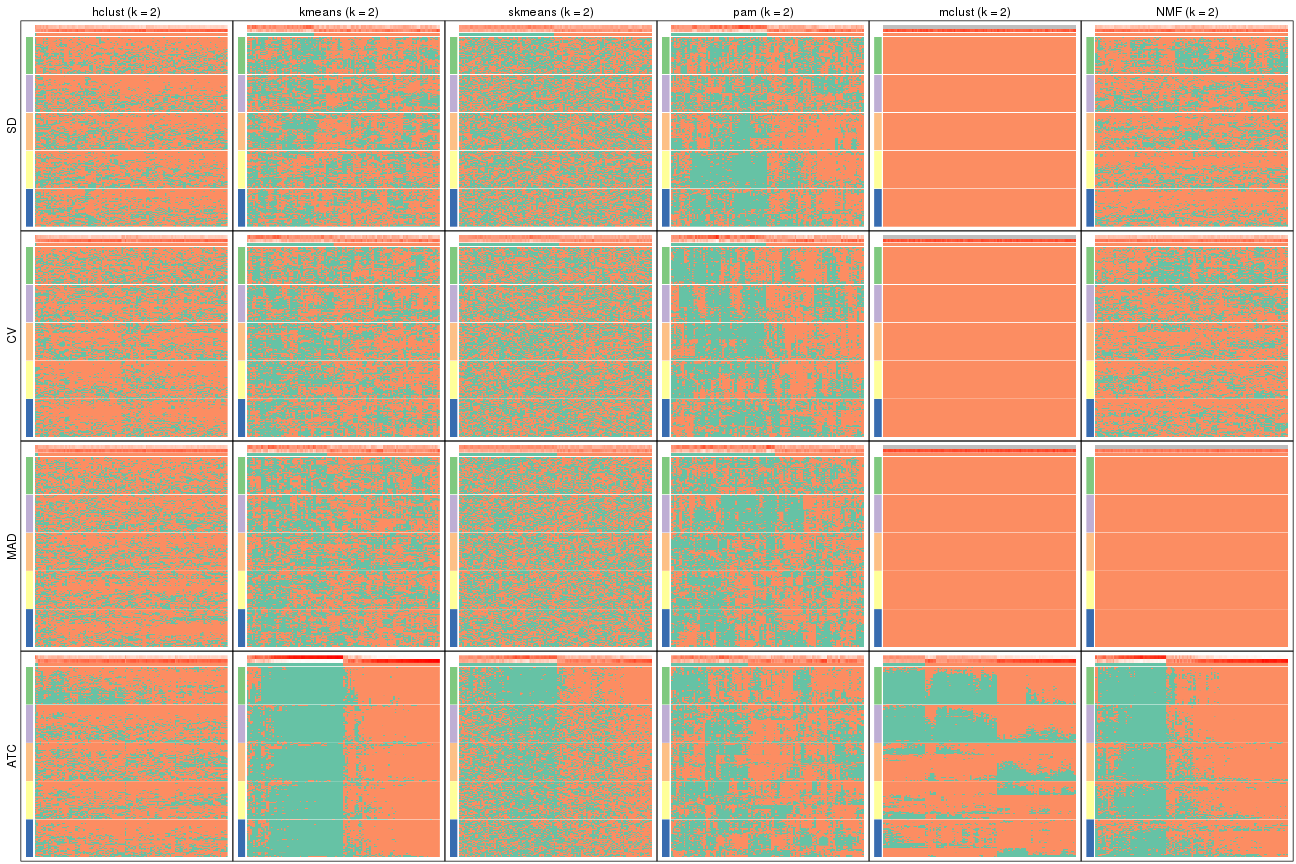 hclust (k = 2)
kmeans (k = 2)
skmeans (k = 2)
pam (k = 2)
mclust (k = 2)
NMF (k = 2)
SD
CV
MAD
ATC